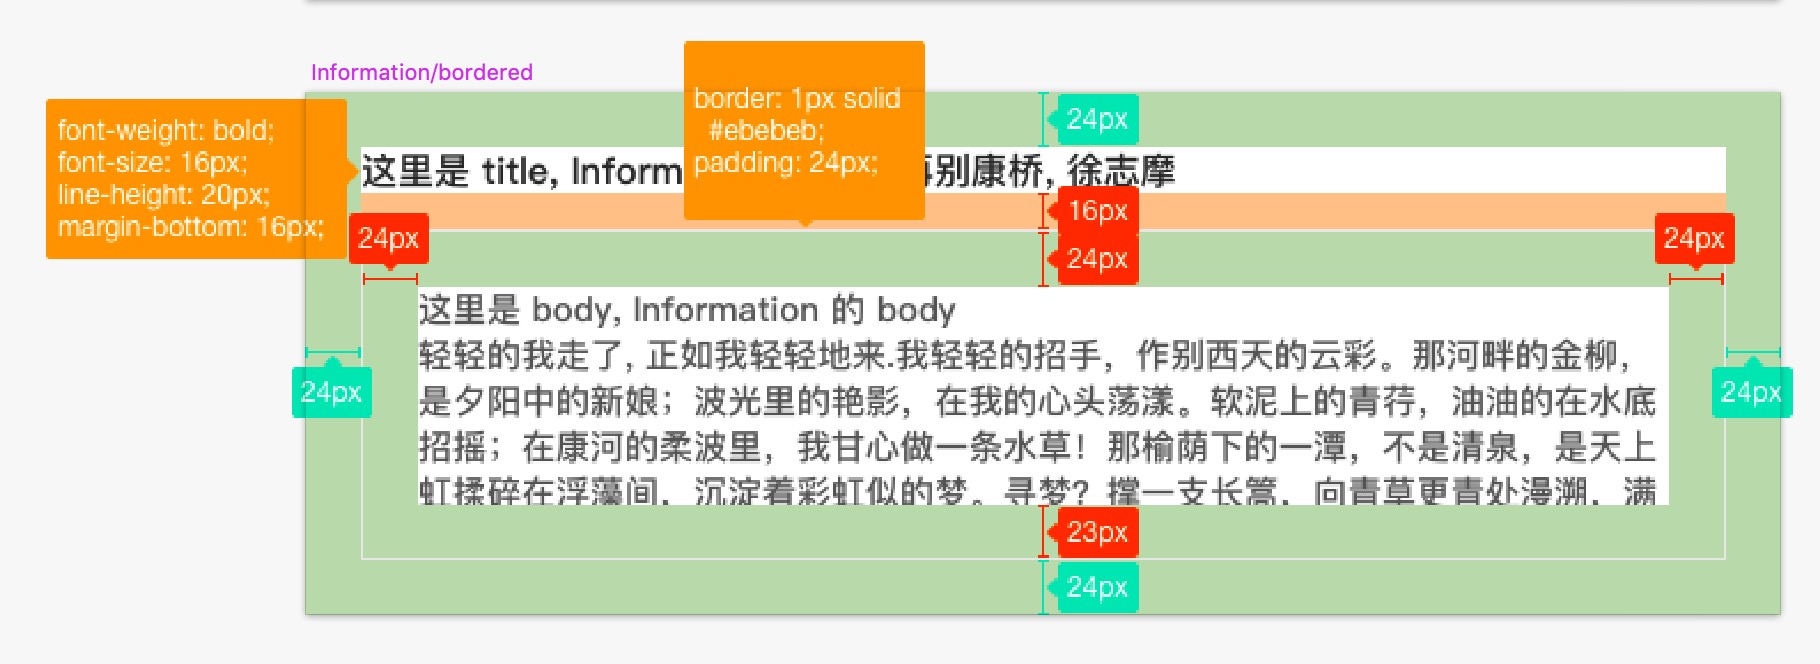 Information/bordered
border: 1px solid
#ebebeb;
padding: 24px;
24px
font-weight: bold;
font-size: 16px;
line-height: 20px;
margin-bottom: 16px;
这里是 title, Inform
别康桥, 徐志摩
16px
24px
24px
24px
这里是 body, Information 的 body
轻轻的我走了, 正如我轻轻地来.我轻轻的招手，作别西天的云彩。那河畔的金柳，
是夕阳中的新娘；波光里的艳影，在我的心头荡漾。软泥上的青荇，油油的在水底
招摇；在康河的柔波里，我甘心做一条水草！那榆荫下的一潭，不是清泉，是天上
虹揉碎在浮藻间，沉淀着彩虹似的梦。寻梦？撑一支长篙，向青草更青处漫溯，满
24px
24px
23px
24px